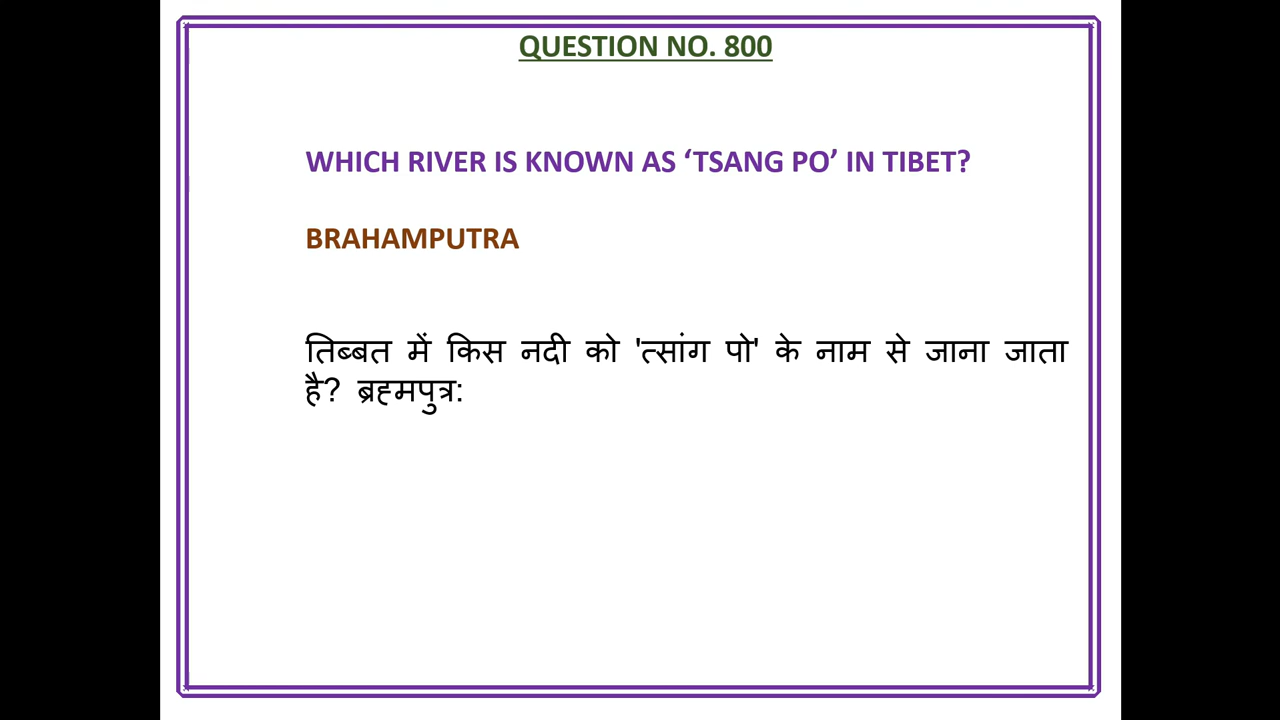 QUESTION NO. 800
WHICH RIVER IS KNOWN AS ‘TSANG PO’ IN TIBET?
BRAHAMPUTRA
तिब्बत में किस नदी को 'त्सांग पो' के नाम से जाना जाता
है? ब्रह्मपुत्र: